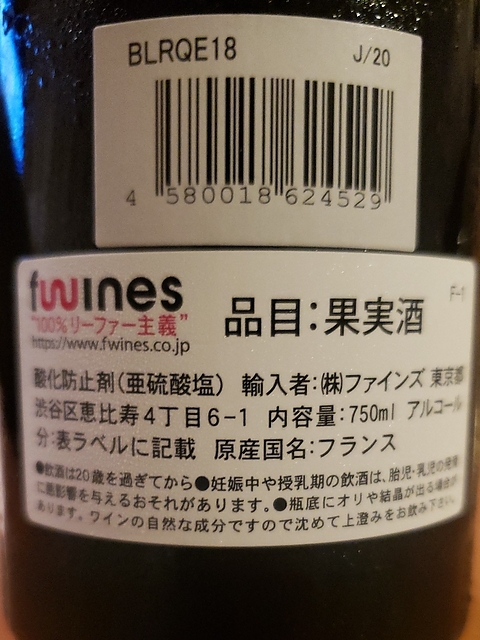 BLRQE18 J/20
4 580018 624529
fwines
"100%リーファー主義"
https://www.fwines.co.jp
品目：果実酒
F-1
酸化防止剤（亜硫酸塩） 輸入者：㈱ファインズ 東京都
渋谷区恵比寿4丁目6-1 内容量：750ml アルコール
分：表ラベルに記載 原産国名：フランス
●飲酒は20歳を過ぎてから●妊娠中や授乳期の飲酒は、胎児・乳児の発育
に悪影響を与えるおそれがあります。●瓶底にオリや結晶が出る場合が
あります。ワインの自然な成分ですので沈めて上澄みをお飲み下さい。